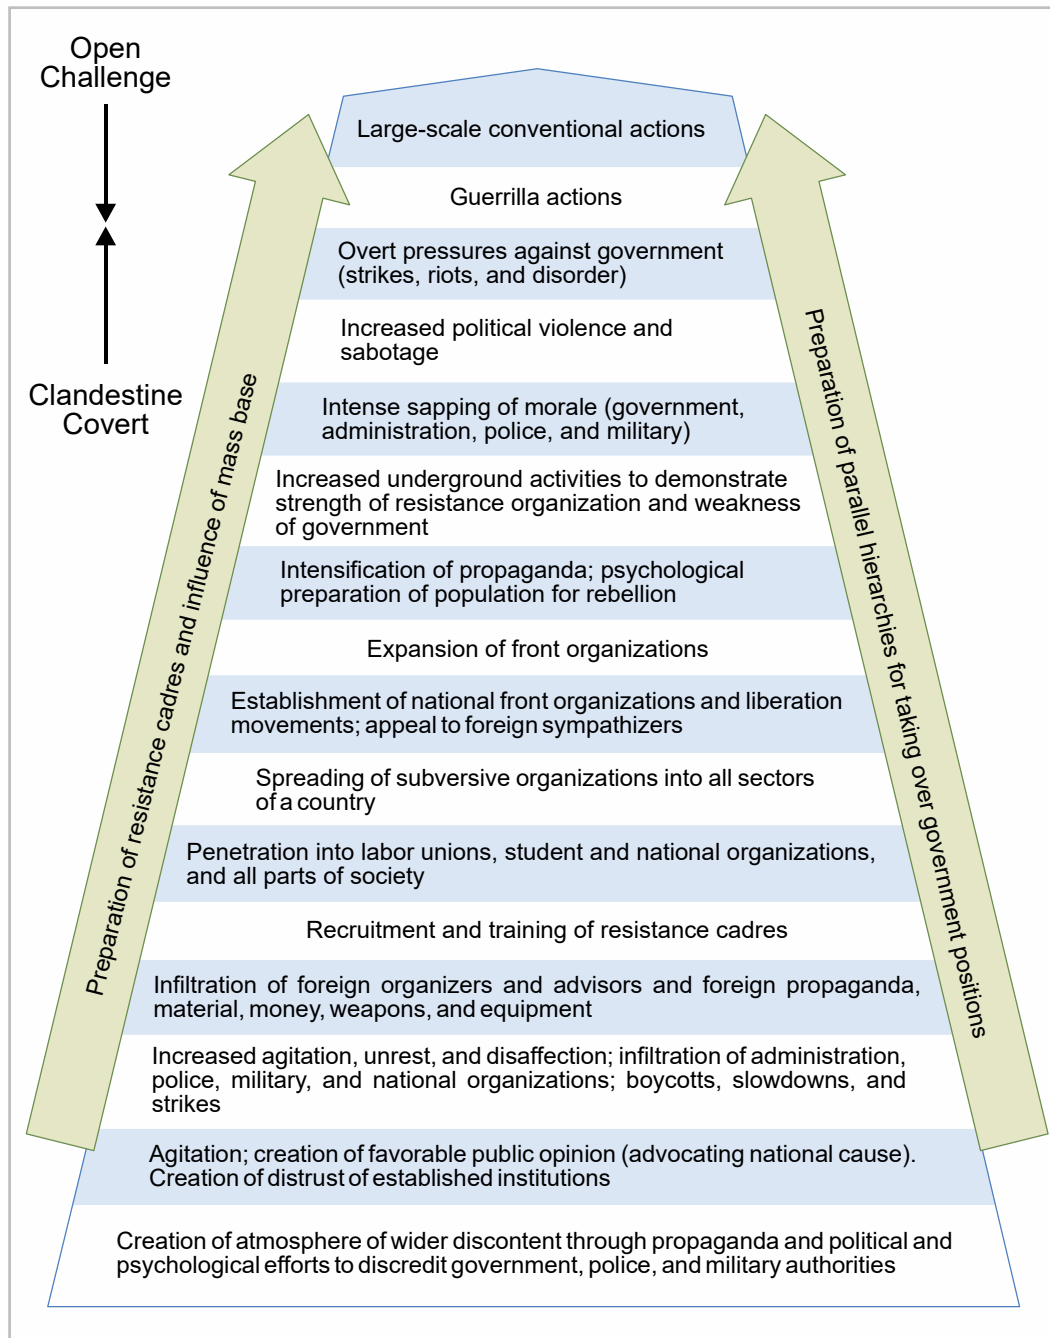 Open
Challenge
Clandestine
Covert
Large-scale conventional actions
Guerrilla actions
Overt pressures against government
(strikes, riots, and disorder)
Increased political violence and
sabotage
Intense sapping of morale (government,
administration, police, and military)
Increased underground activities to demonstrate
strength of resistance organization and weakness
of government
Intensification of propaganda; psychological
preparation of population for rebellion
Expansion of front organizations
Establishment of national front organizations and liberation
movements; appeal to foreign sympathizers
Spreading of subversive organizations into all sectors
of a country
Penetration into labor unions, student and national organizations,
and all parts of society
Recruitment and training of resistance cadres
Infiltration of foreign organizers and advisors and foreign propaganda,
material, money, weapons, and equipment
Increased agitation, unrest, and disaffection; infiltration of administration,
police, military, and national organizations; boycotts, slowdowns, and
strikes
Agitation; creation of favorable public opinion (advocating national cause).
Creation of distrust of established institutions
Creation of atmosphere of wider discontent through propaganda and political and
psychological efforts to discredit government, police, and military authorities
Preparation of resistance cadres and influence of mass base
Preparation of parallel hierarchies for taking over government positions